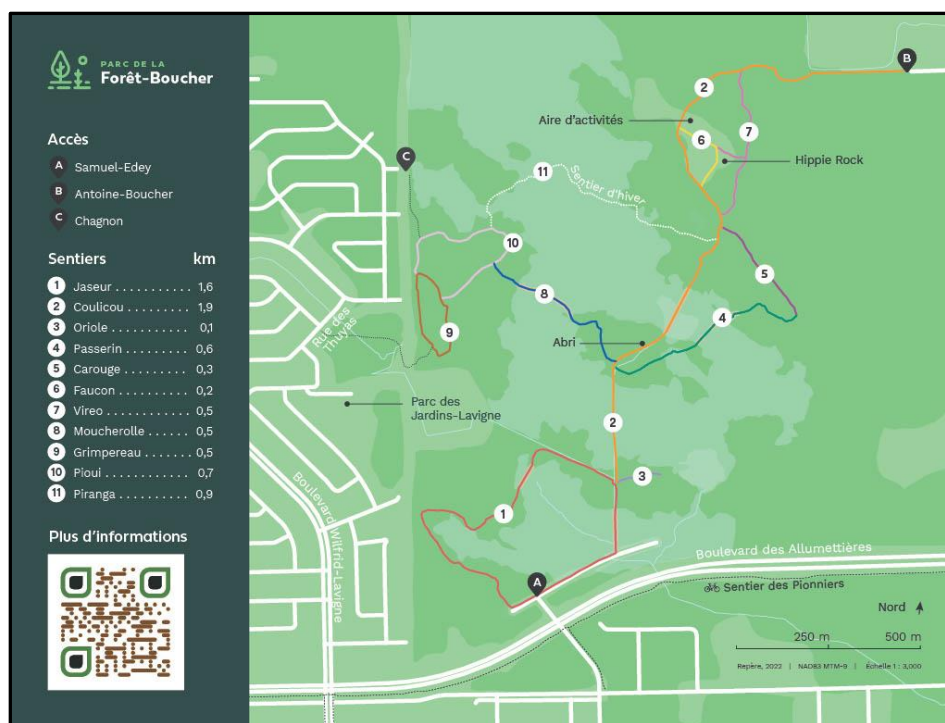 PARC DE LA
Forêt-Boucher
Accès
A Samuel-Edey
B Antoine-Boucher
C Chagnon
Sentiers km
1 Jaseur . . . . . . . . . . . 1,6
2 Coulicou . . . . . . . . . 1,9
3 Oriole . . . . . . . . . . . . 0,1
4 Passerin . . . . . . . . . 0,6
5 Carouge . . . . . . . . . 0,3
6 Faucon . . . . . . . . . . 0,2
7 Vireo . . . . . . . . . . . . 0,5
8 Moucherolle . . . . . . 0,5
9 Grimpereau . . . . . . 0,5
10 Pioui . . . . . . . . . . . . 0,7
11 Piranga . . . . . . . . . . 0,9
Plus d'informations
B
2
Aire d'activités
6
7
Hippie Rock
C
11
Sentier d'hiver
10
5
8
4
9
Rue des
Thuyas
Abri
Parc des
Jardins-Lavigne
2
3
1
Boulevard Wilfrid-Lavigne
A
Boulevard des Allumettières
Sentier des Pionniers
Nord
250 m 500 m
Repère, 2022 | NAD83 MTM-9 | Échelle 1 : 3,000